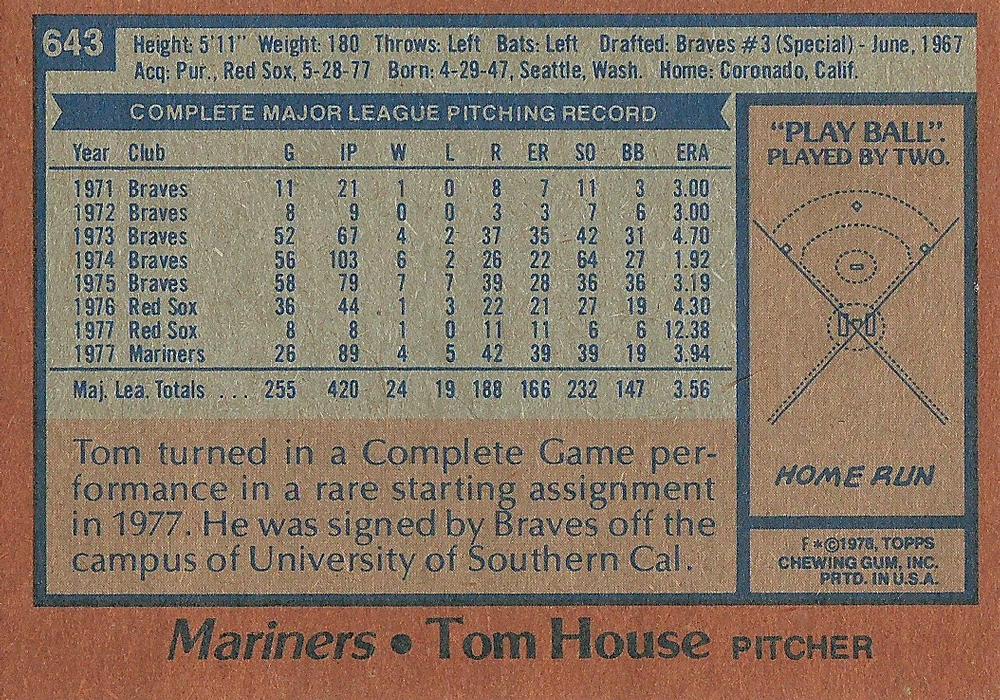 643
Height: 5'11" Weight: 180 Throws: Left Bats: Left Drafted: Braves #3 (Special) - June, 1967
Acq: Pur., Red Sox, 5-28-77 Born: 4-29-47, Seattle, Wash. Home: Coronado, Calif.
COMPLETE MAJOR LEAGUE PITCHING RECORD
Year Club G IP W L R ER SO BB ERA
1971 Braves 11 21 1 0 8 7 11 3 3.00
1972 Braves 8 9 0 0 3 3 7 6 3.00
1973 Braves 52 67 4 2 37 35 42 31 4.70
1974 Braves 56 103 6 2 26 22 64 27 1.92
1975 Braves 58 79 7 7 39 28 36 36 3.19
1976 Red Sox 36 44 1 3 22 21 27 19 4.30
1977 Red Sox 8 8 1 0 11 11 6 6 12.38
1977 Mariners 26 89 4 5 42 39 39 19 3.94
Maj. Lea. Totals ... 255 420 24 19 188 166 232 147 3.56
Tom turned in a Complete Game per-
formance in a rare starting assignment
in 1977. He was signed by Braves off the
campus of University of Southern Cal.
"PLAY BALL".
PLAYED BY TWO.
HOME RUN
F*©1978, TOPPS
CHEWING GUM, INC.
PRTD. IN U.S.A.
Mariners • Tom House PITCHER